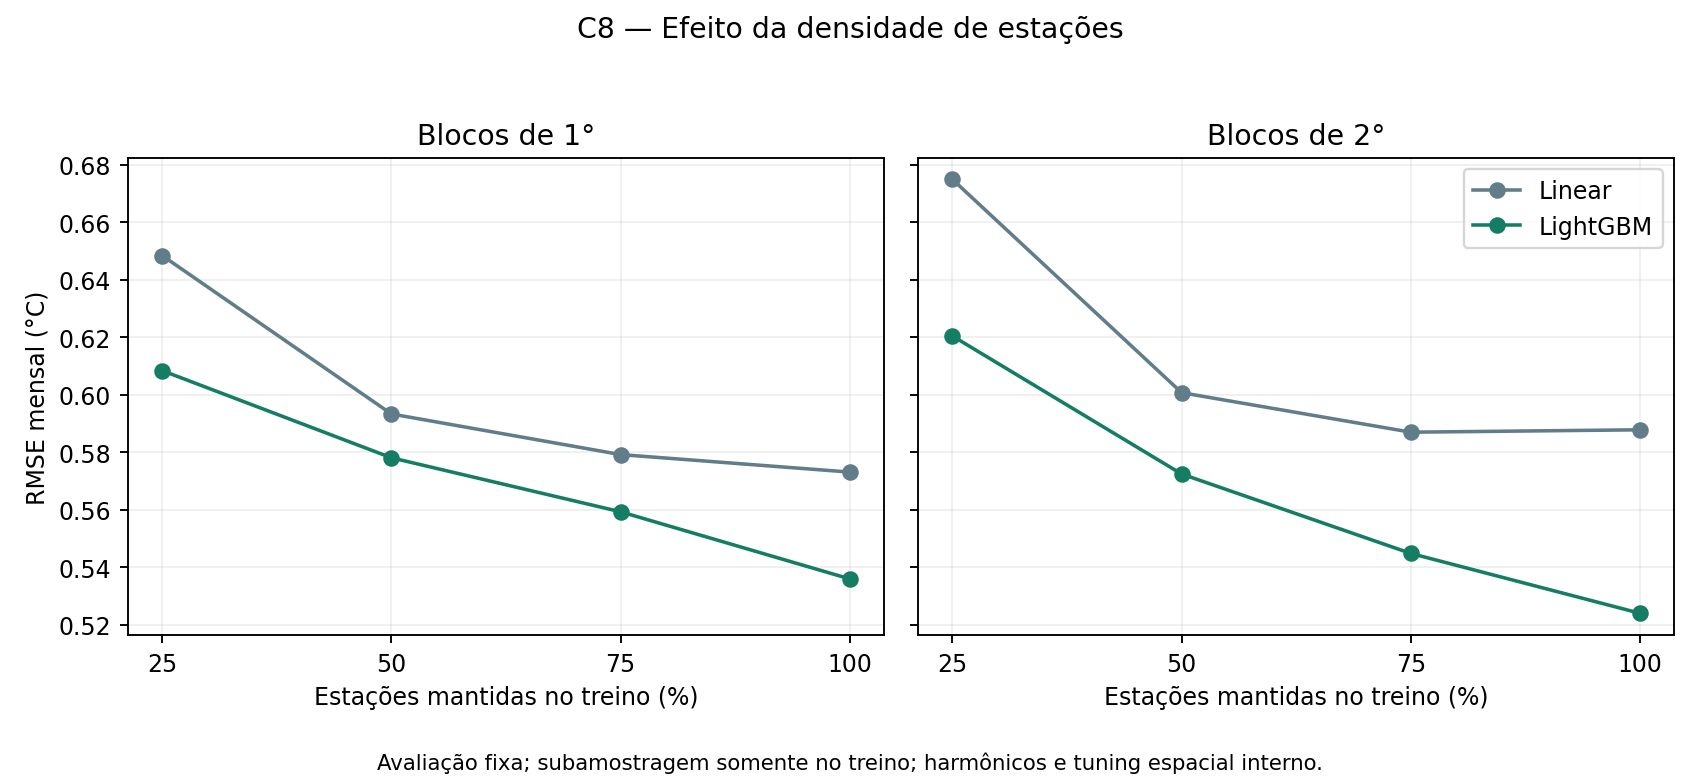 C8 — Efeito da densidade de estações
Blocos de 1°
Blocos de 2°
RMSE mensal (°C)
0.68
0.66
0.64
0.62
0.60
0.58
0.56
0.54
0.52
Linear
LightGBM
25 50 75 100
25 50 75 100
Estações mantidas no treino (%)
Estações mantidas no treino (%)
Avaliação fixa; subamostragem somente no treino; harmônicos e tuning espacial interno.